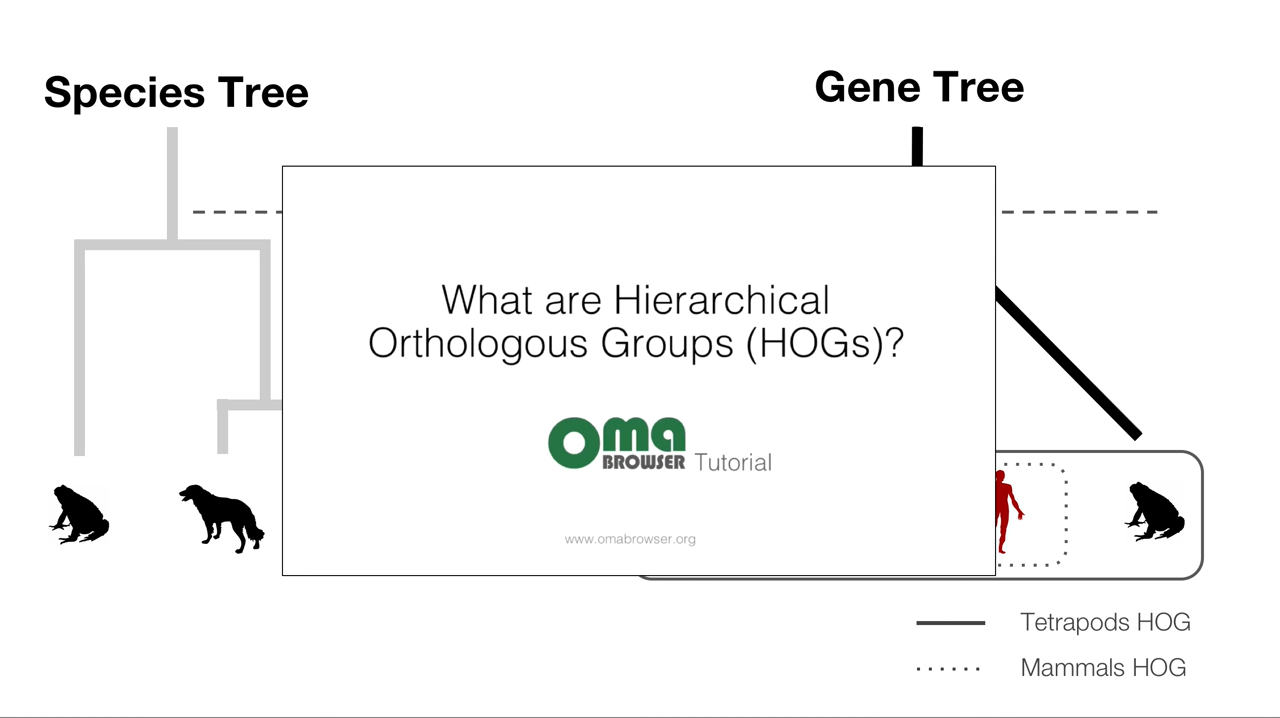 Species Tree
Gene Tree
What are Hierarchical
Orthologous Groups (HOGs)?
oma
BROWSER Tutorial
www.omabrowser.org
Tetrapods HOG
Mammals HOG